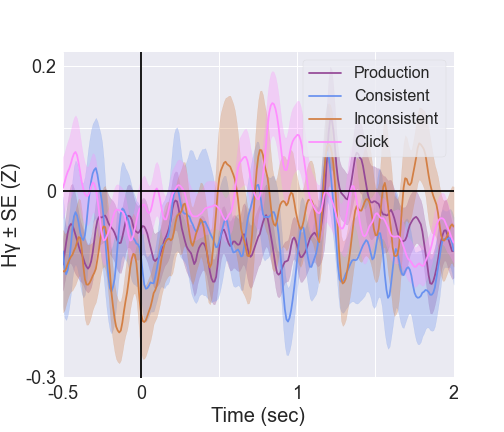 Production
Consistent
Inconsistent
Click
0.2
0
-0.3
Hγ ± SE (Z)
-0.5 0 1 2
Time (sec)